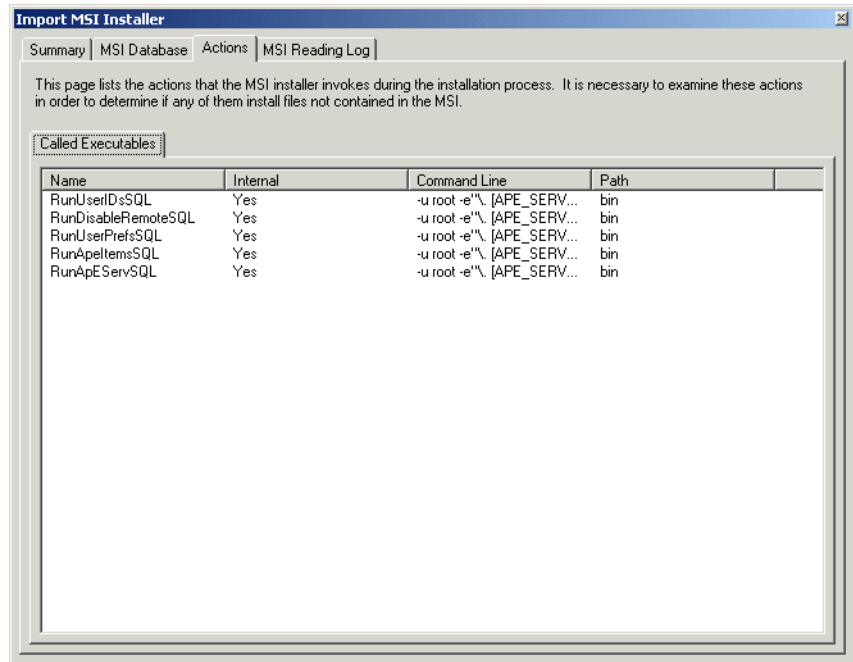 Import MSI Installer
Summary MSI Database Actions MSI Reading Log
This page lists the actions that the MSI installer invokes during the installation process. It is necessary to examine these actions
in order to determine if any of them install files not contained in the MSI.
Called Executables
Name Internal Command Line Path
RunUserIDsSQL Yes -u root -e"\. [APE_SERV... bin
RunDisableRemoteSQL Yes -u root -e"\. [APE_SERV... bin
RunUserPrefsSQL Yes -u root -e"\. [APE_SERV... bin
RunApeItemsSQL Yes -u root -e"\. [APE_SERV... bin
RunApEServSQL Yes -u root -e"\. [APE_SERV... bin